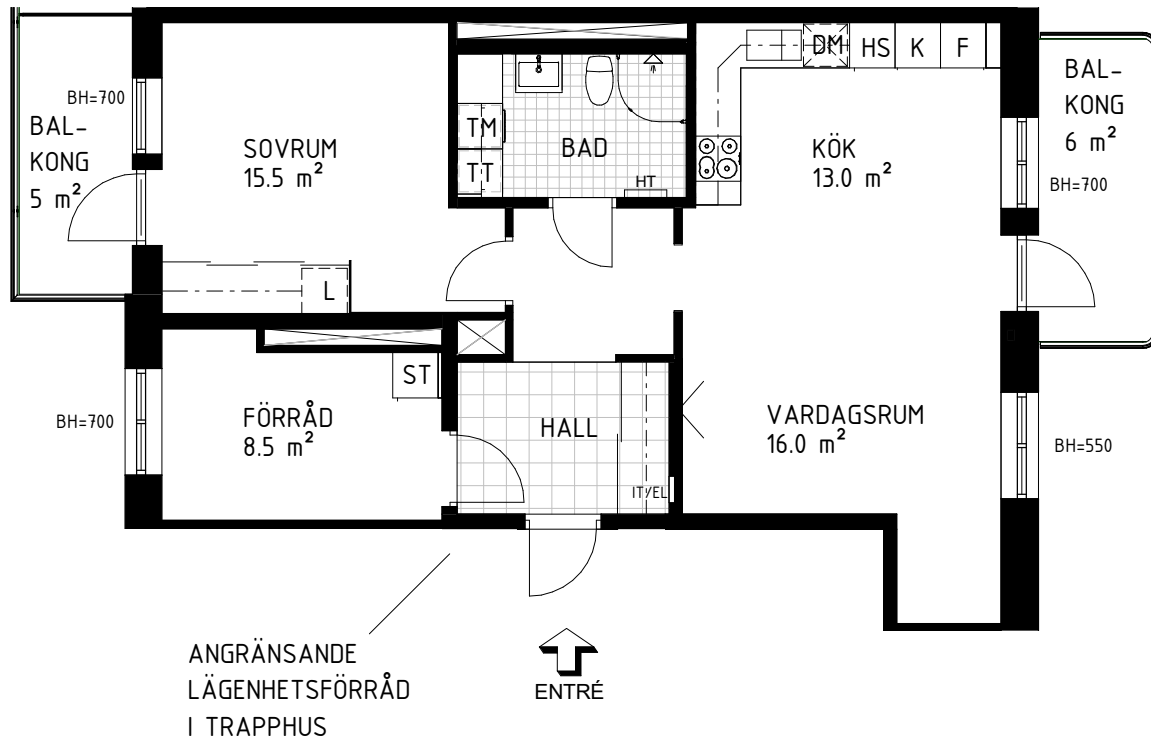 BH=700
BAL-
KONG
5 m²
SOVRUM
15.5 m²
L
TM
TT
BAD
HT
DM
HS
K
F
KÖK
13.0 m²
BAL-
KONG
6 m²
BH=700
BH=700
FÖRRÅD
8.5 m²
ST
HALL
IT/EL
VARDAGSRUM
16.0 m²
BH=550
ANGRÄNSANDE
LÄGENHETSFÖRRÅD
I TRAPPHUS
ENTRÉ